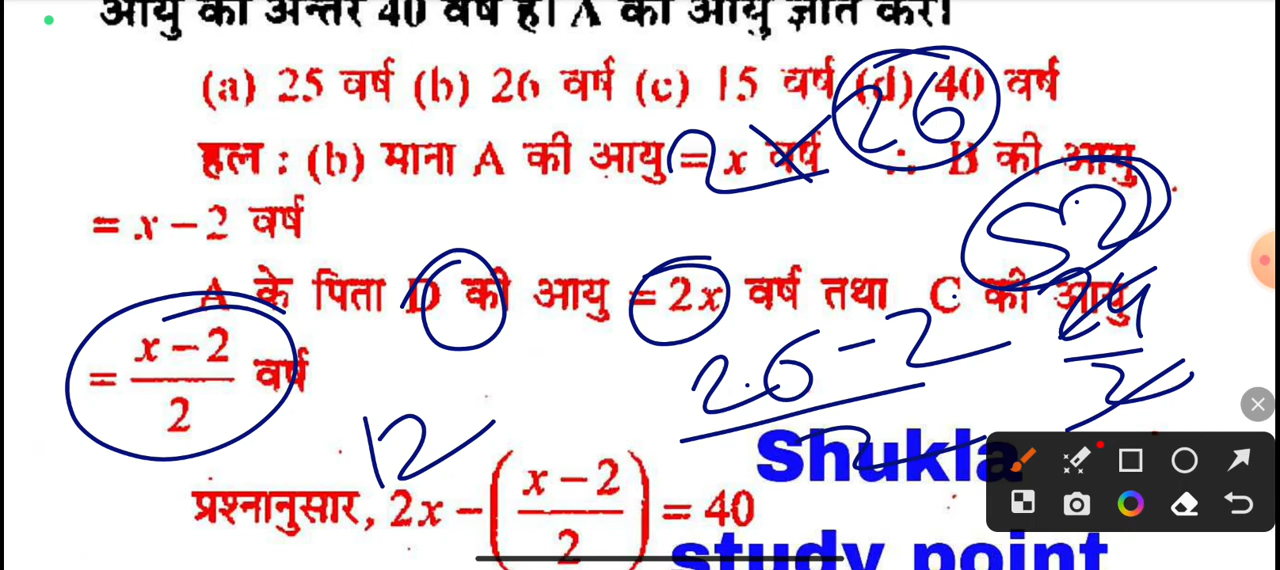 आयु का अन्तर 40 वर्ष है। A की आयु ज्ञात करें।
(a) 25 वर्ष (b) 26 वर्ष (c) 15 वर्ष (d) 40 वर्ष
26
हल : (b) माना A की आयु = x वर्ष ∴ B की आयु
= x – 2 वर्ष
52
A के पिता D की आयु = 2x वर्ष तथा C की आयु
= x – 2 / 2 वर्ष
26 – 2 / 2
24 / 2
12
प्रश्नानुसार, 2x – ( x – 2 / 2 ) = 40
Shukla
study point